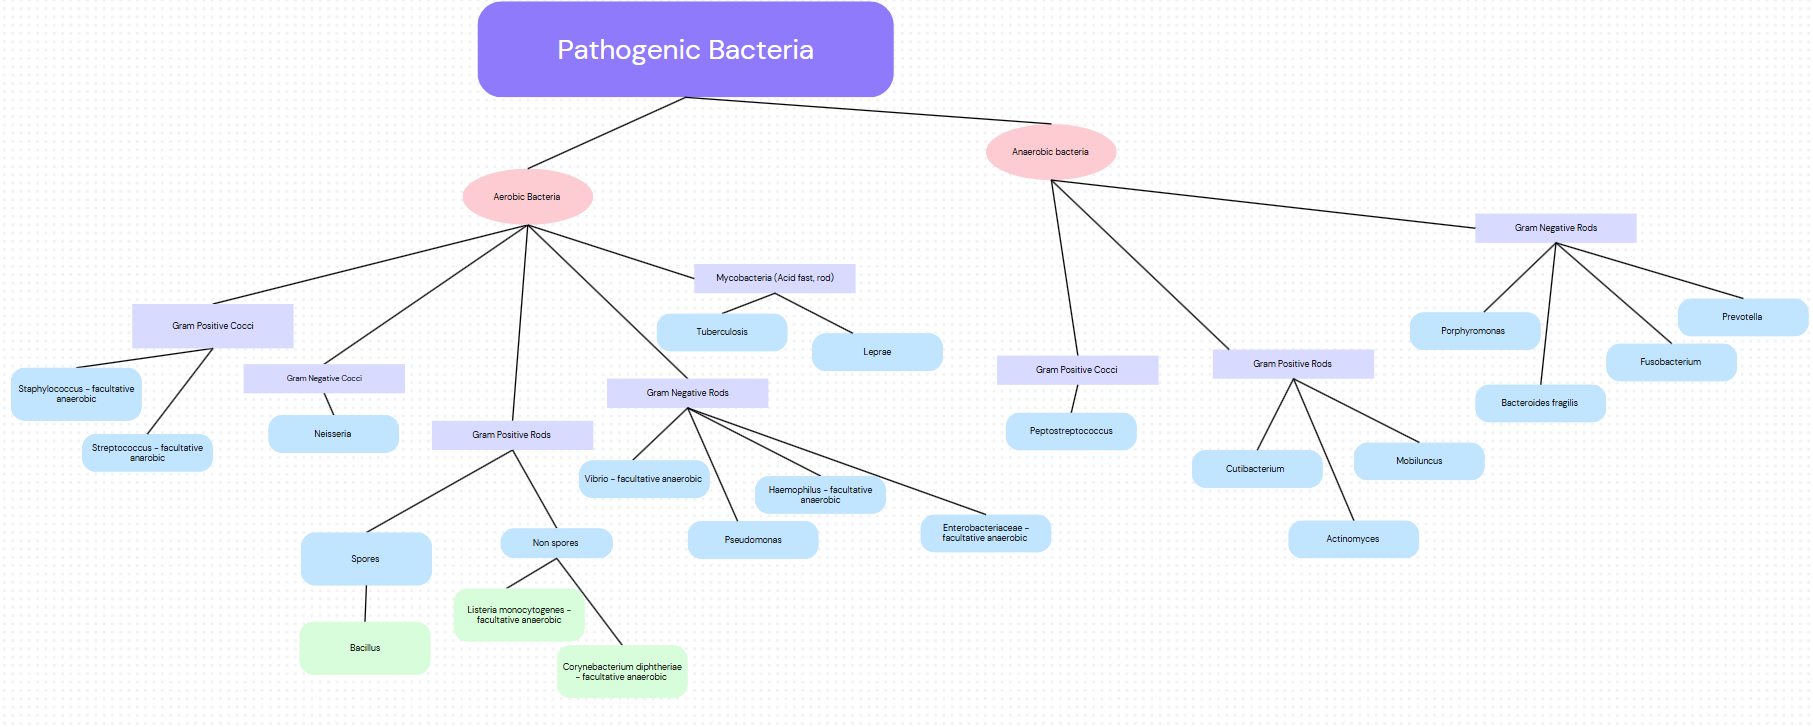 Pathogenic Bacteria
Anaerobic bacteria
Aerobic Bacteria
Gram Negative Rods
Mycobacteria (Acid fast, rod)
Prevotella
Gram Positive Cocci
Tuberculosis
Porphyromonas
Leprae
Fusobacterium
Gram Positive Cocci
Gram Positive Rods
Gram Negative Cocci
Staphylococcus - facultative
anaerobic
Gram Negative Rods
Bacteroides fragilis
Neisseria
Gram Positive Rods
Peptostreptococcus
Streptococcus - facultative
anarobic
Mobiluncus
Cutibacterium
Vibrio - facultative anaerobic
Haemophilus - facultative
anaerobic
Enterobacteriaceae -
facultative anaerobic
Pseudomonas
Actinomyces
Non spores
Spores
Listeria monocytogenes -
facultative anaerobic
Bacillus
Corynebacterium diphtheriae
- facultative anaerobic